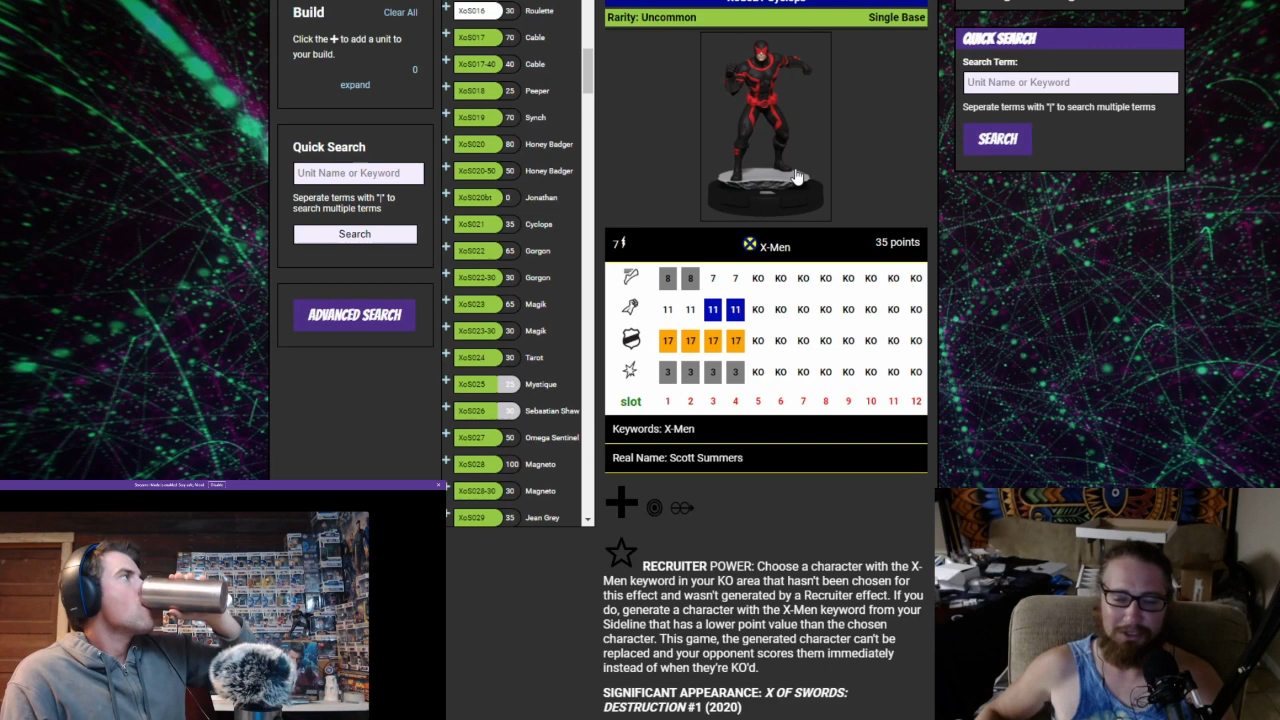 Build
Clear All
Click the + to add a unit to
your build.
0
expand
Quick Search
Unit Name or Keyword
Seperate terms with "|" to
search multiple terms
Search
ADVANCED SEARCH
XoS016 30 Roulette
XoS017 70 Cable
XoS017-40 40 Cable
XoS018 25 Peeper
XoS019 70 Synch
XoS020 80 Honey Badger
XoS020-50 50 Honey Badger
XoS020bt 0 Jonathan
XoS021 35 Cyclops
XoS022 65 Gorgon
XoS022-30 30 Gorgon
XoS023 65 Magik
XoS023-30 30 Magik
XoS024 30 Tarot
XoS025 25 Mystique
XoS026 30 Sebastian Shaw
XoS027 50 Omega Sentinel
XoS028 100 Magneto
XoS028-30 30 Magneto
XoS029 35 Jean Grey
Rarity: Uncommon Single Base
7 X-Men 35 points
8 8 7 7 KO KO KO KO KO KO KO KO
11 11 11 11 KO KO KO KO KO KO KO KO
17 17 17 17 KO KO KO KO KO KO KO KO
3 3 3 3 KO KO KO KO KO KO KO KO
slot 1 2 3 4 5 6 7 8 9 10 11 12
Keywords: X-Men
Real Name: Scott Summers
RECRUITER POWER: Choose a character with the X-
Men keyword in your KO area that hasn't been chosen for
this effect and wasn't generated by a Recruiter effect. If you
do, generate a character with the X-Men keyword from your
Sideline that has a lower point value than the chosen
character. This game, the generated character can't be
replaced and your opponent scores them immediately
instead of when they're KO'd.
SIGNIFICANT APPEARANCE: X OF SWORDS:
DESTRUCTION #1 (2020)
QUICK SEARCH
Search Term:
Unit Name or Keyword
Seperate terms with "|" to search multiple terms
SEARCH